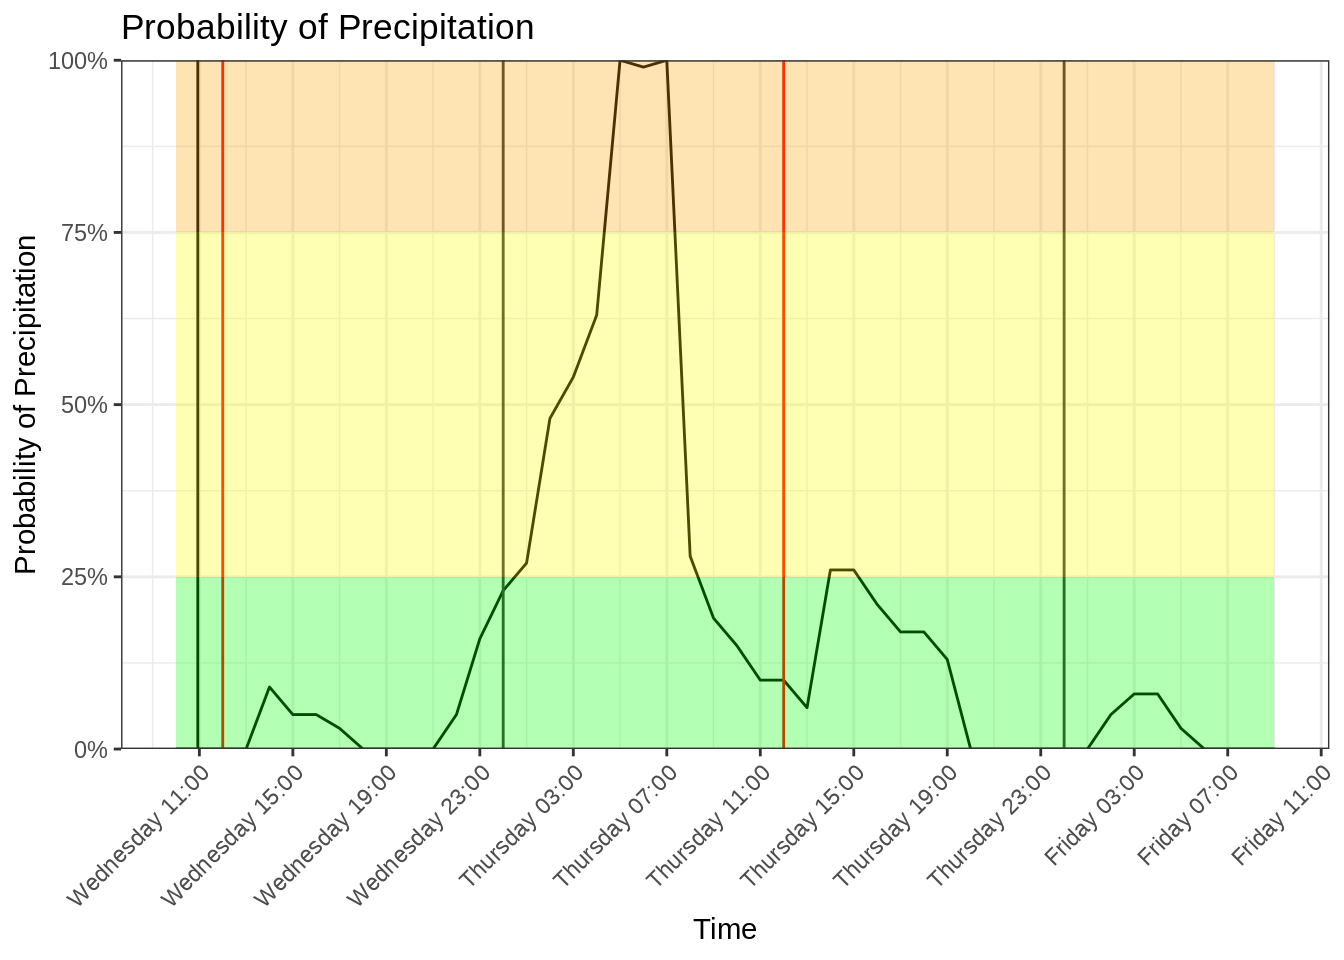 Probability of Precipitation
Probability of Precipitation
100%
75%
50%
25%
0%
Wednesday 11:00
Wednesday 15:00
Wednesday 19:00
Wednesday 23:00
Thursday 03:00
Thursday 07:00
Thursday 11:00
Thursday 15:00
Thursday 19:00
Thursday 23:00
Friday 03:00
Friday 07:00
Friday 11:00
Time